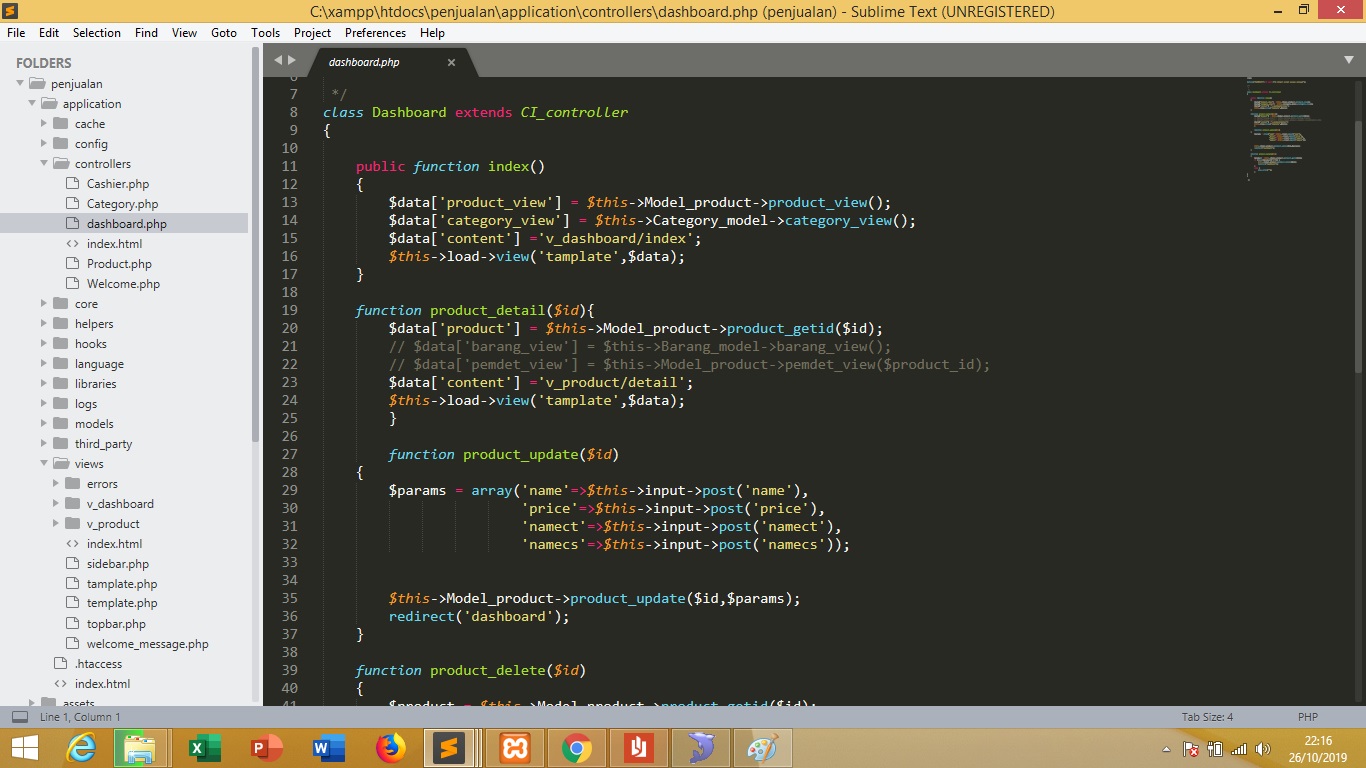 C:\xampp\htdocs\penjualan\application\controllers\dashboard.php (penjualan) - Sublime Text (UNREGISTERED)
File Edit Selection Find View Goto Tools Project Preferences Help
FOLDERS
penjualan
application
cache
config
controllers
Cashier.php
Category.php
dashboard.php
index.html
Product.php
Welcome.php
core
helpers
hooks
language
libraries
logs
models
third_party
views
errors
v_dashboard
v_product
index.html
sidebar.php
tamplate.php
template.php
topbar.php
welcome_message.php
.htaccess
index.html
assets
dashboard.php
7 */
8 class Dashboard extends CI_controller
9 {
10
11 public function index()
12 {
13 $data['product_view'] = $this->Model_product->product_view();
14 $data['category_view'] = $this->Category_model->category_view();
15 $data['content'] ='v_dashboard/index';
16 $this->load->view('tamplate',$data);
17 }
18
19 function product_detail($id){
20 $data['product'] = $this->Model_product->product_getid($id);
21 // $data['barang_view'] = $this->Barang_model->barang_view();
22 // $data['pemdet_view'] = $this->Model_product->pemdet_view($product_id);
23 $data['content'] ='v_product/detail';
24 $this->load->view('tamplate',$data);
25 }
26
27 function product_update($id)
28 {
29 $params = array('name'=>$this->input->post('name'),
30 'price'=>$this->input->post('price'),
31 'namect'=>$this->input->post('namect'),
32 'namecs'=>$this->input->post('namecs'));
33
34
35 $this->Model_product->product_update($id,$params);
36 redirect('dashboard');
37 }
38
39 function product_delete($id)
40 {
41 $product = $this->Model_product->product_getid($id);
Line 1, Column 1
Tab Size: 4
PHP
22:16
26/10/2019